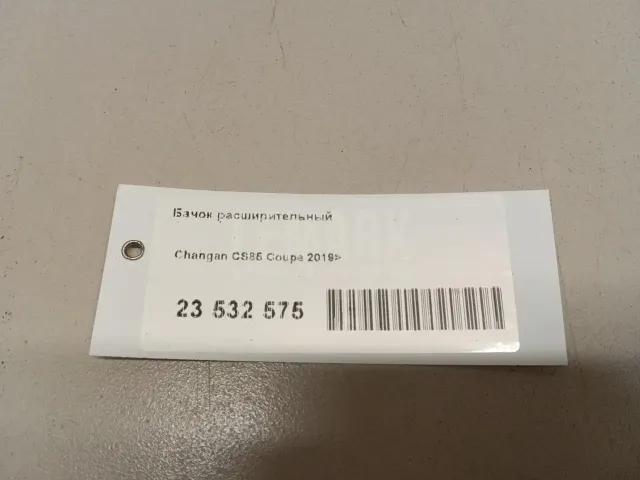 Бачок расширительный
Changan CS85 Coupe 2019>
23 532 575